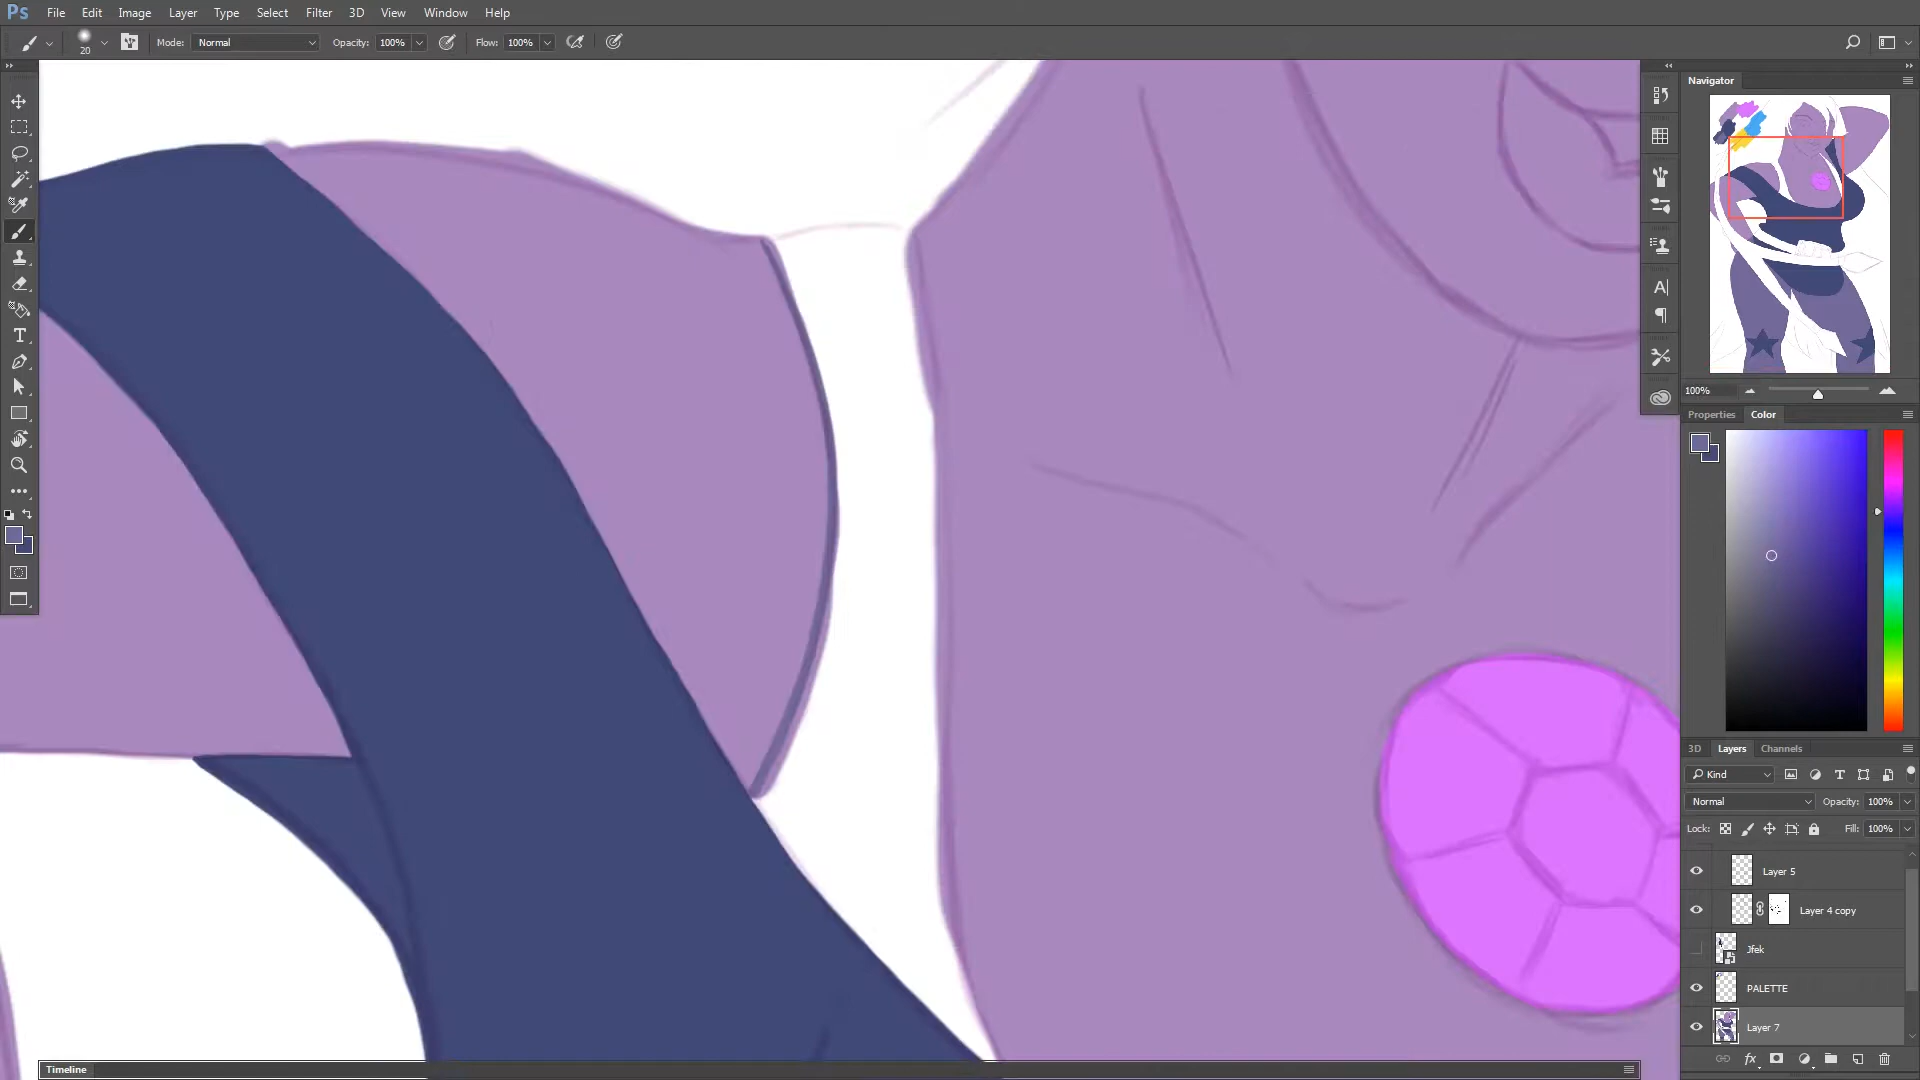 Ps File Edit Image Layer Type Select Filter 3D View Window Help
20 Mode: Normal Opacity: 100% Flow: 100%
Navigator
100%
Properties Color
3D Layers Channels
Kind
Normal Opacity: 100%
Lock: Fill: 100%
Layer 5
Layer 4 copy
Jfek
PALETTE
Layer 7
Timeline